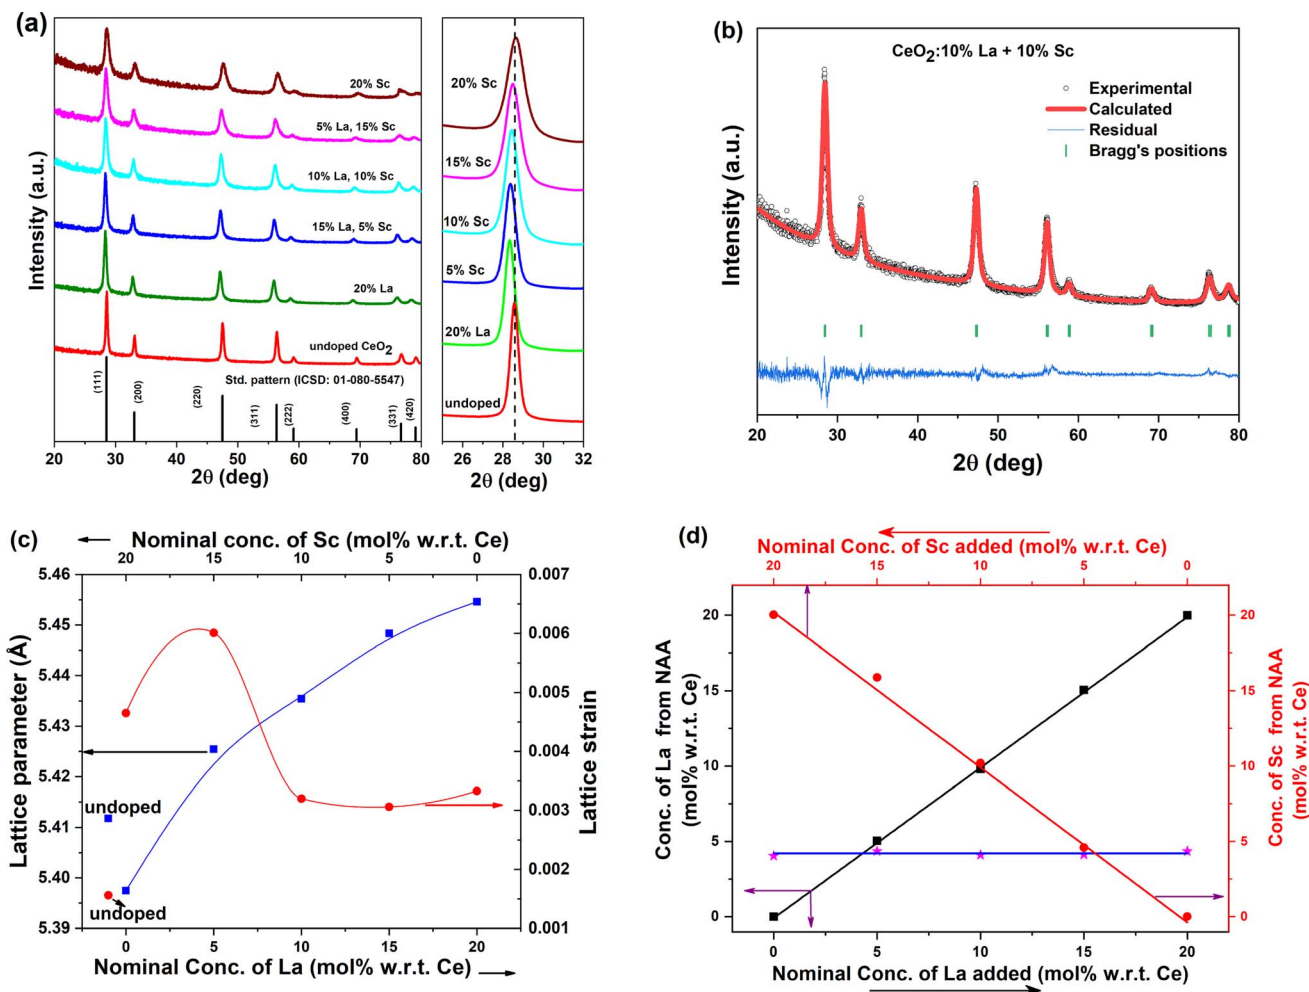 (a)
Intensity (a.u.)
20% Sc
5% La, 15% Sc
10% La, 10% Sc
15% La, 5% Sc
20% La
undoped CeO2
Std. pattern (ICSD: 01-080-5547)
(111)
(200)
(220)
(311)
(222)
(400)
(331)
(420)
20 30 40 50 60 70 80
2θ (deg)
20% Sc
15% Sc
10% Sc
5% Sc
20% La
undoped
26 28 30 32
2θ (deg)
(b)
CeO2:10% La + 10% Sc
Experimental
Calculated
Residual
Bragg's positions
Intensity (a.u.)
20 30 40 50 60 70 80
2θ (deg)
(c)
Nominal conc. of Sc (mol% w.r.t. Ce)
20 15 10 5 0
Lattice parameter (Å)
5.46
5.45
5.44
5.43
5.42
5.41
5.40
5.39
undoped
undoped
0.007
0.006
0.005
0.004
0.003
0.002
0.001
Lattice strain
0 5 10 15 20
Nominal Conc. of La (mol% w.r.t. Ce)
(d)
Nominal Conc. of Sc added (mol% w.r.t. Ce)
20 15 10 5 0
Conc. of La from NAA
(mol% w.r.t. Ce)
20
15
10
5
0
20
15
10
5
0
Conc. of Sc from NAA
(mol% w.r.t. Ce)
0 5 10 15 20
Nominal Conc. of La added (mol% w.r.t. Ce)